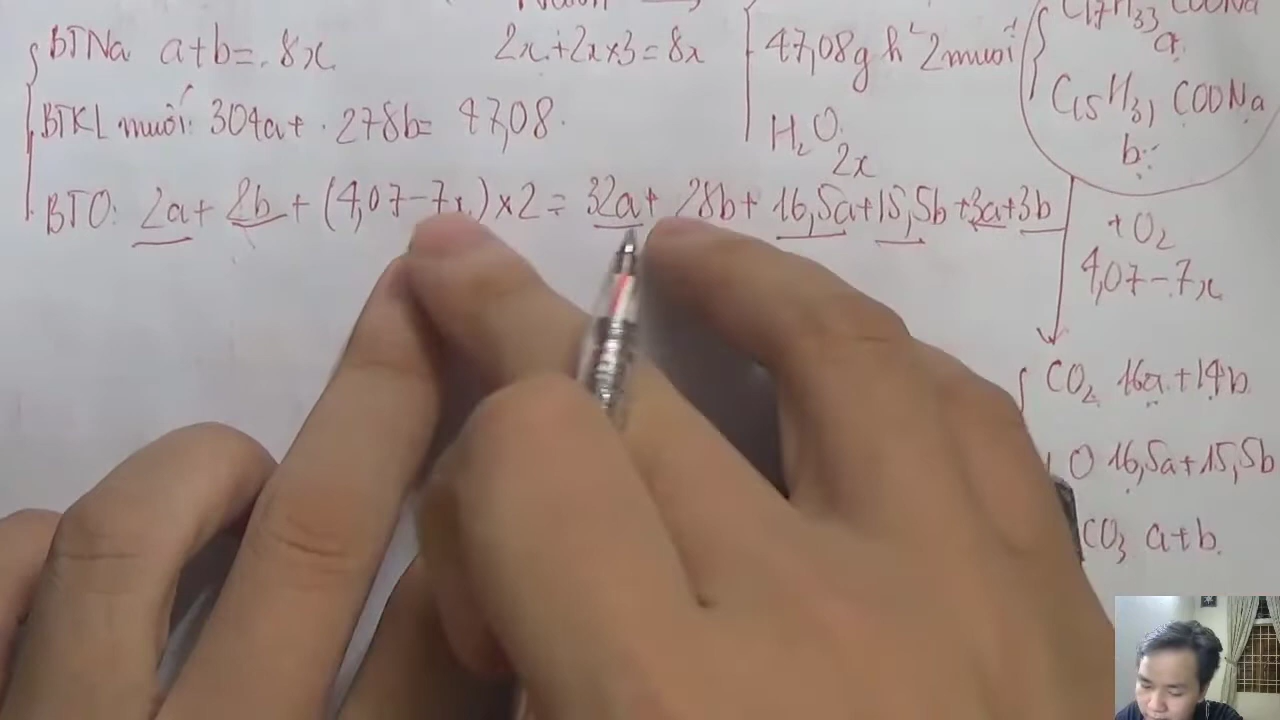 BTNa a+b= 8x
2x+2x×3=8x
BTKL muối: 304a+ 278b= 47,08.
BTO: 2a+ 2b + (4,07-7x)×2= 32a+ 28b+ 16,5a+15,5b+3a+3b
C17H33COONa
a
47,08g h² 2 muối
C15H31COONa
b
H2O
2x
+O2
4,07-7x
CO2 16a+14b
O 16,5a+15,5b
CO3 a+b